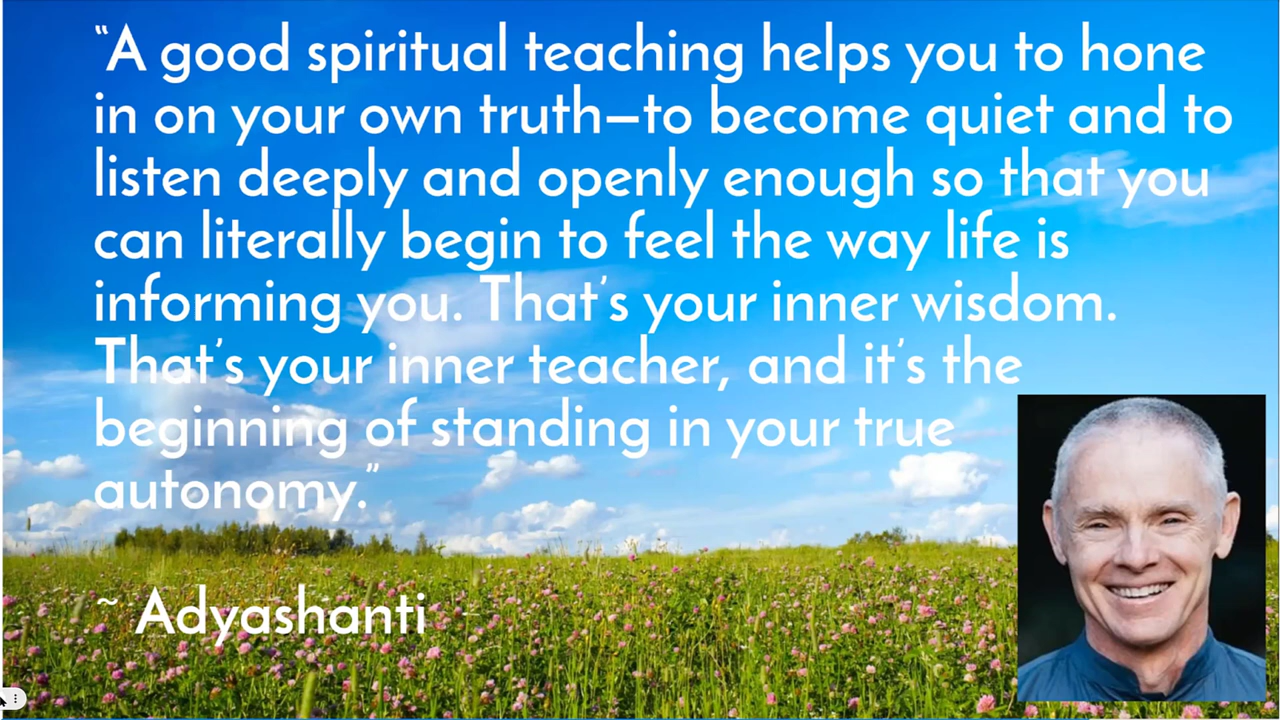 “A good spiritual teaching helps you to hone
in on your own truth—to become quiet and to
listen deeply and openly enough so that you
can literally begin to feel the way life is
informing you. That’s your inner wisdom.
That’s your inner teacher, and it’s the
beginning of standing in your true
autonomy.”
~ Adyashanti